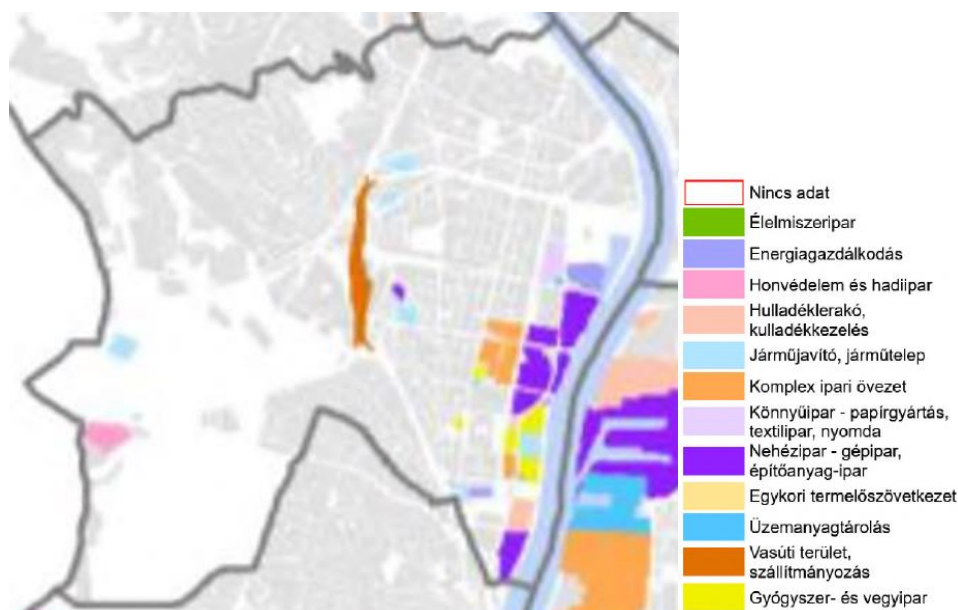 Nincs adat
Élelmiszeripar
Energiagazdálkodás
Honvédelem és hadiipar
Hulladéklerakó,
kulladékkezelés
Járműjavító, járműtelep
Komplex ipari övezet
Könnyűipar - papírgyártás,
textilipar, nyomda
Nehézipar - gépipar,
építőanyag-ipar
Egykori termelőszövetkezet
Üzemanyagtárolás
Vasúti terület,
szállítmányozás
Gyógyszer- és vegyipar